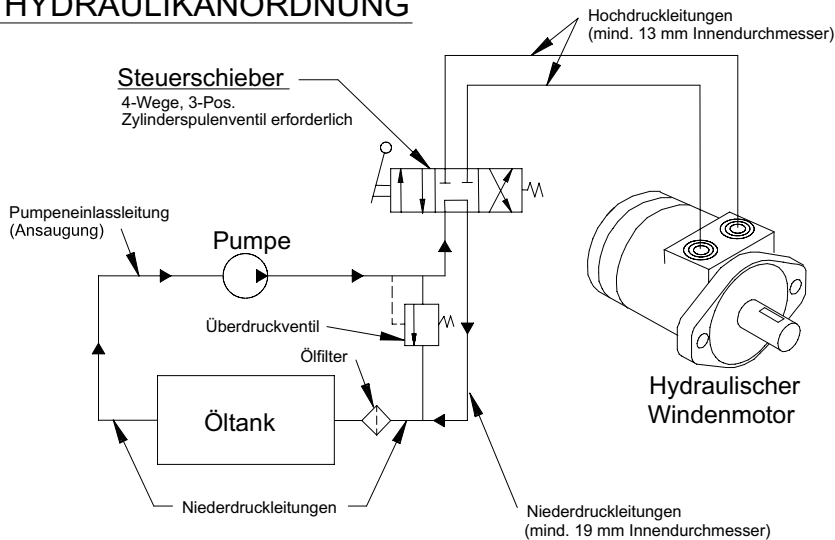 HYDRAULIKANORDNUNG
Hochdruckleitungen
(mind. 13 mm Innendurchmesser)
Steuerschieber
4-Wege, 3-Pos.
Zylinderspulenventil erforderlich
Pumpeneinlassleitung
(Ansaugung)
Pumpe
Überdruckventil
Ölfilter
Öltank
Hydraulischer
Windenmotor
Niederdruckleitungen
Niederdruckleitungen
(mind. 19 mm Innendurchmesser)